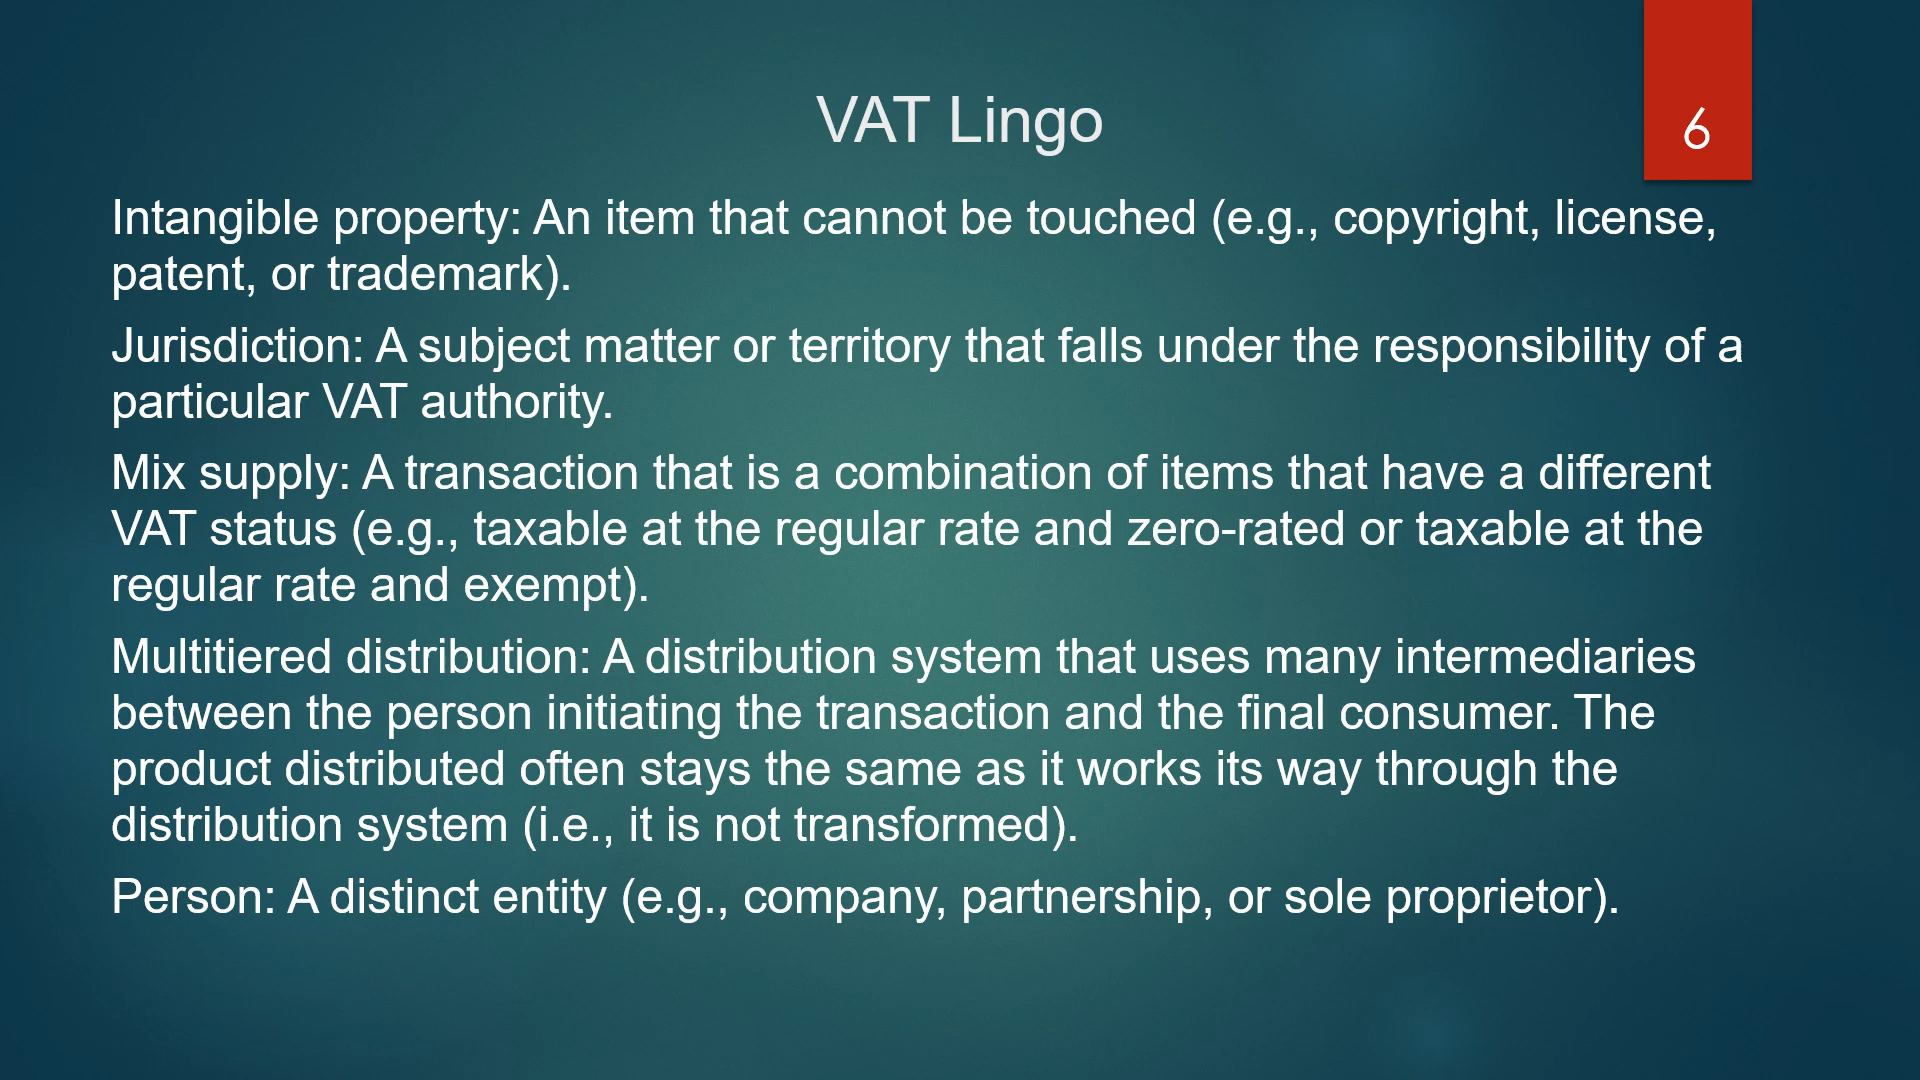 VAT Lingo
6
Intangible property: An item that cannot be touched (e.g., copyright, license,
patent, or trademark).
Jurisdiction: A subject matter or territory that falls under the responsibility of a
particular VAT authority.
Mix supply: A transaction that is a combination of items that have a different
VAT status (e.g., taxable at the regular rate and zero-rated or taxable at the
regular rate and exempt).
Multitiered distribution: A distribution system that uses many intermediaries
between the person initiating the transaction and the final consumer. The
product distributed often stays the same as it works its way through the
distribution system (i.e., it is not transformed).
Person: A distinct entity (e.g., company, partnership, or sole proprietor).